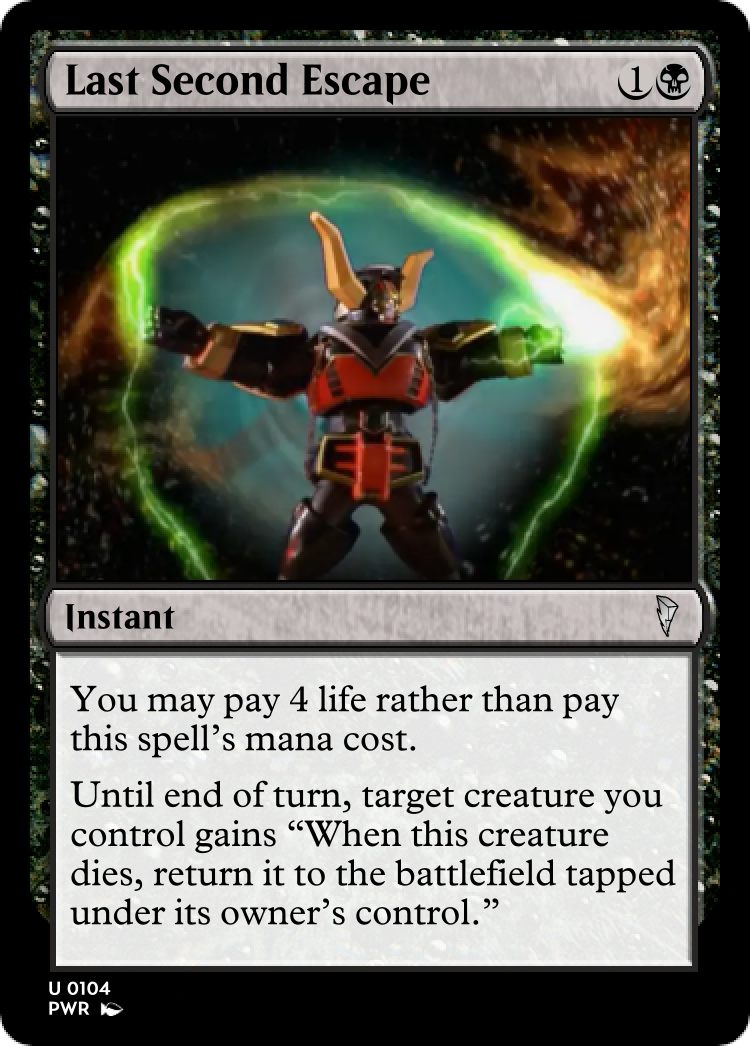 Last Second Escape 1
Instant
You may pay 4 life rather than pay
this spell’s mana cost.
Until end of turn, target creature you
control gains “When this creature
dies, return it to the battlefield tapped
under its owner’s control.”
U 0104
PWR